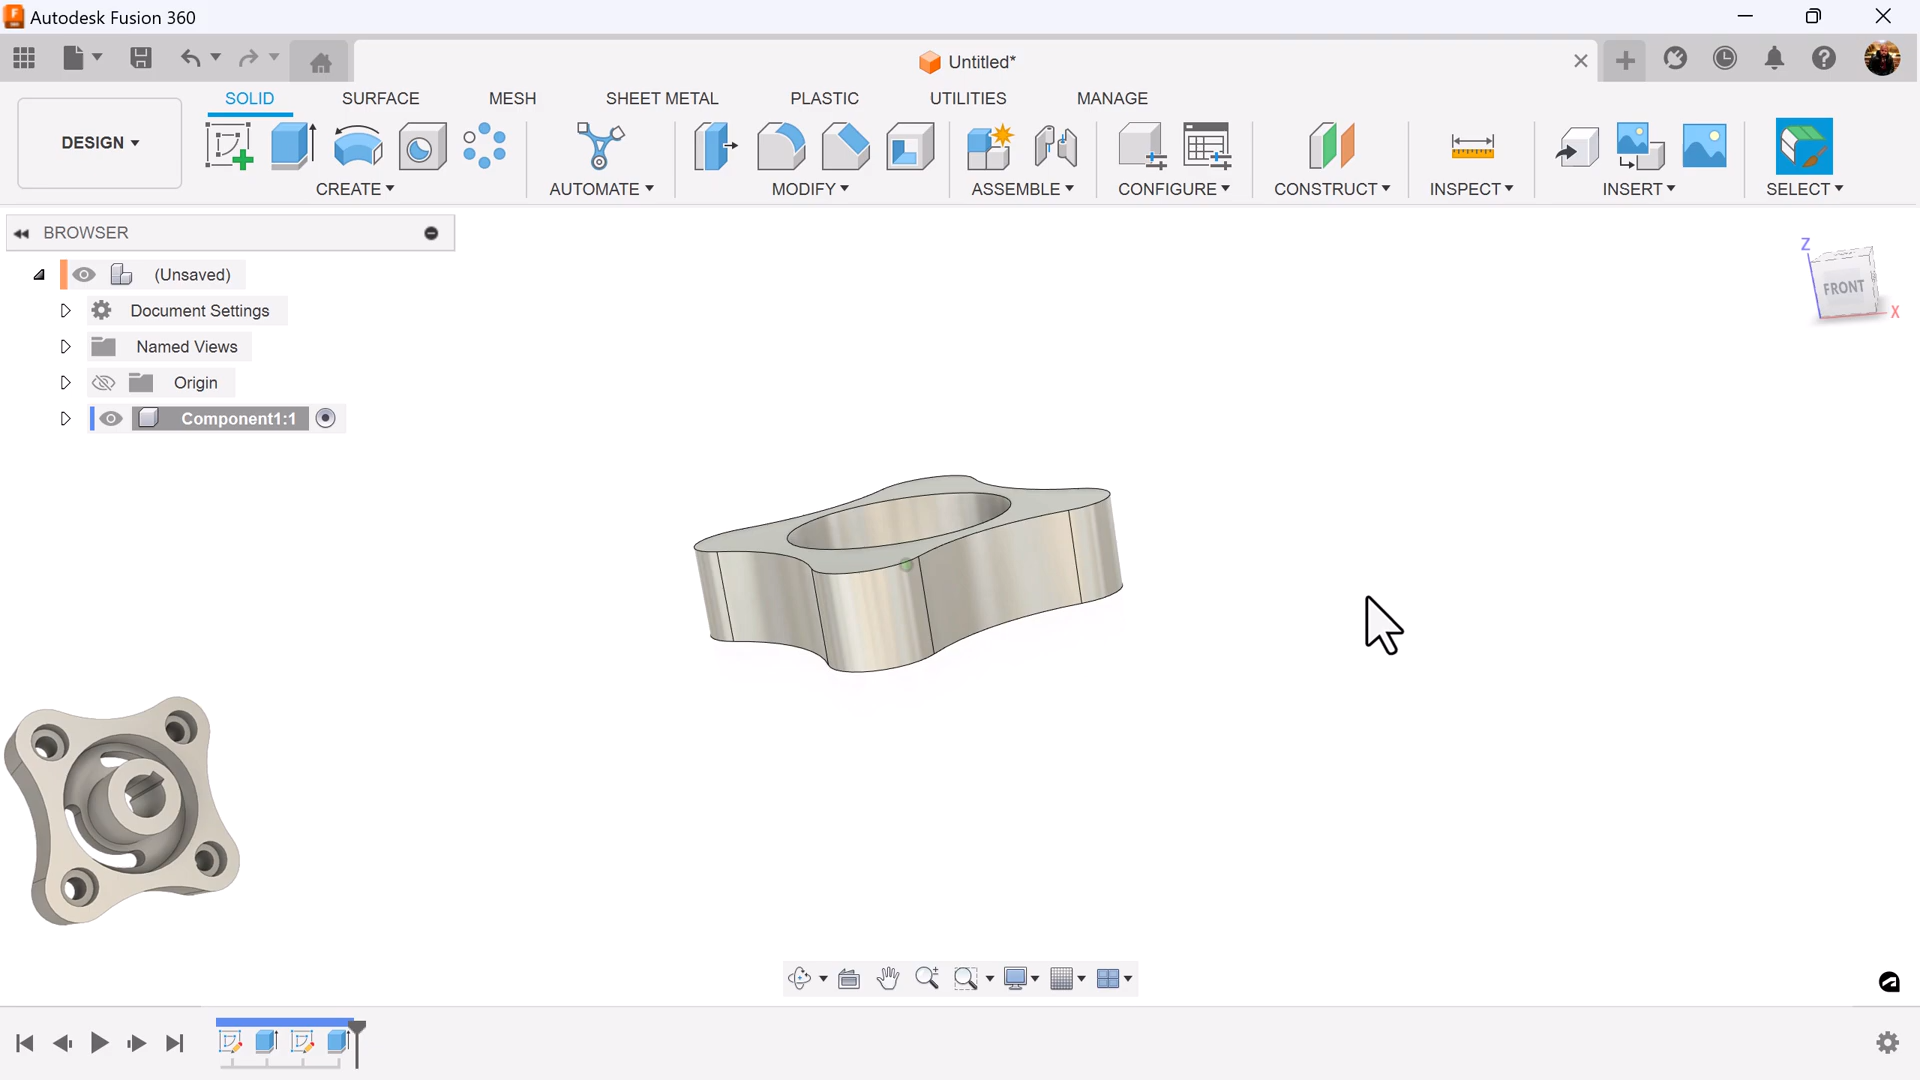 Autodesk Fusion 360
Untitled*
DESIGN
SOLID
SURFACE
MESH
SHEET METAL
PLASTIC
UTILITIES
MANAGE
CREATE
AUTOMATE
MODIFY
ASSEMBLE
CONFIGURE
CONSTRUCT
INSPECT
INSERT
SELECT
BROWSER
(Unsaved)
Document Settings
Named Views
Origin
Component1:1
Z
FRONT
X